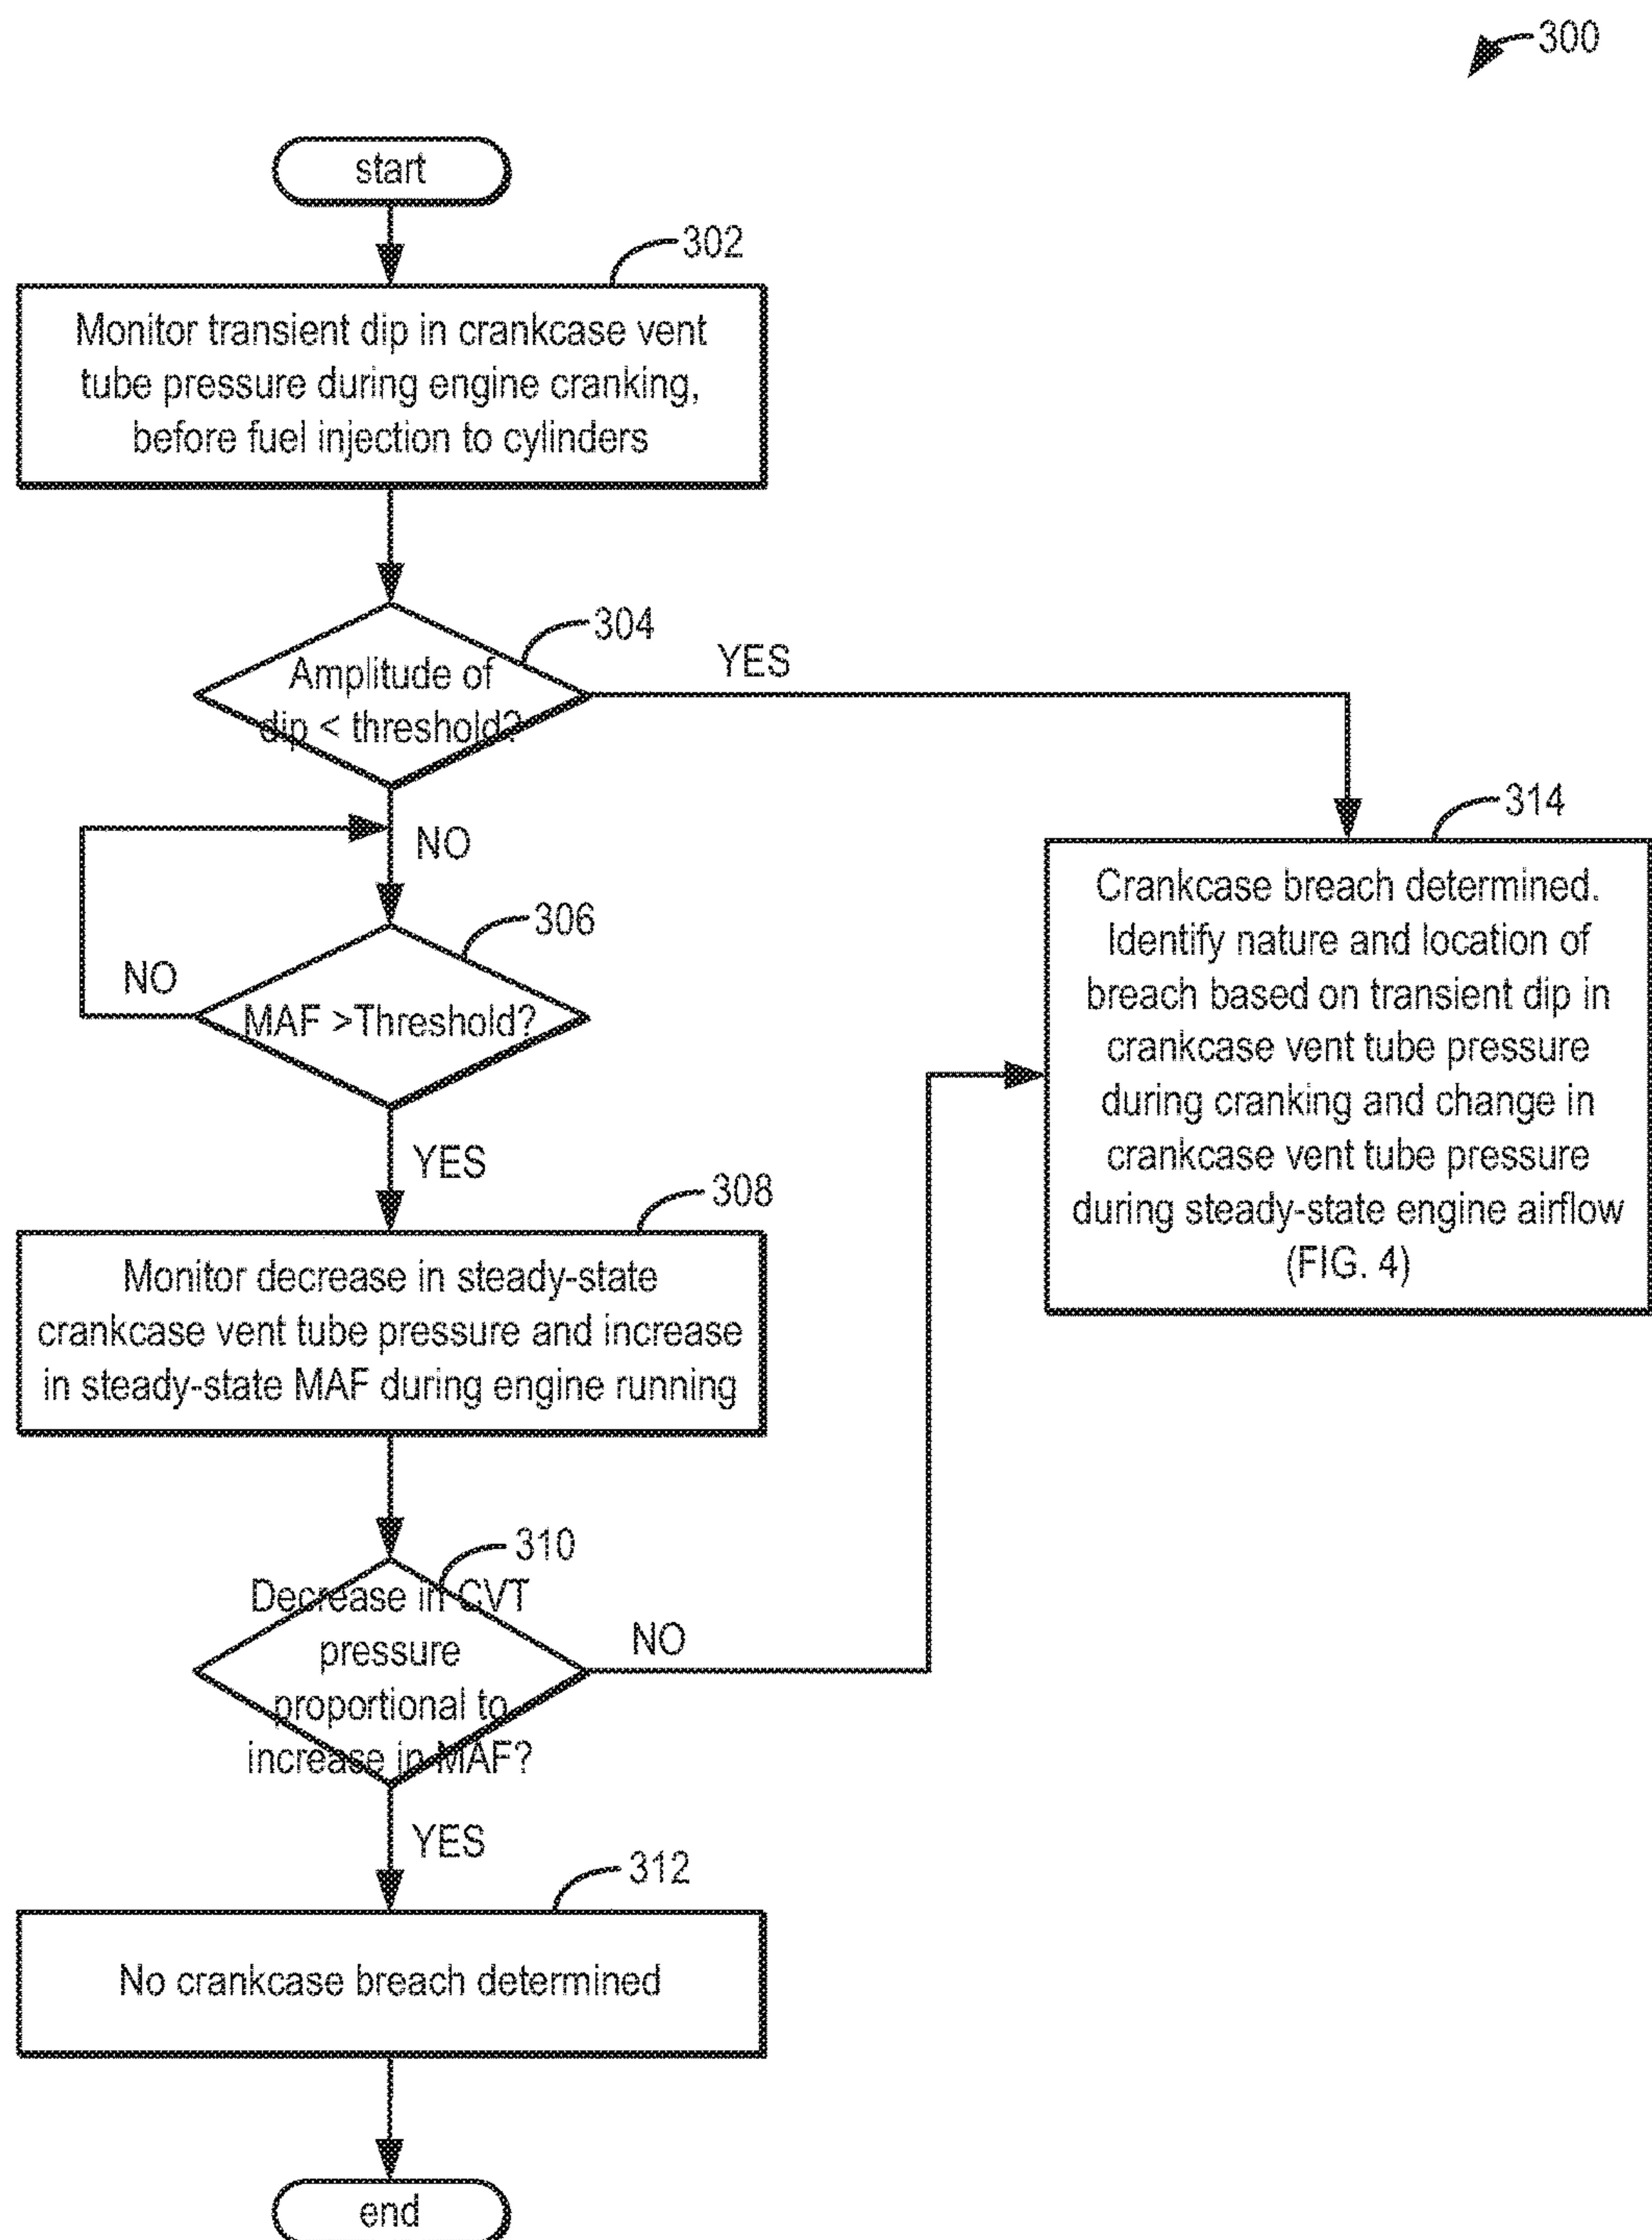 300
start
302
Monitor transient dip in crankcase vent
tube pressure during engine cranking,
before fuel injection to cylinders
304
Amplitude of
dip < threshold?
YES
NO
306
MAF >Threshold?
NO
YES
308
Monitor decrease in steady-state
crankcase vent tube pressure and increase
in steady-state MAF during engine running
310
Decrease in CVT
pressure
proportional to
increase in MAF?
NO
YES
312
No crankcase breach determined
end
314
Crankcase breach determined.
Identify nature and location of
breach based on transient dip in
crankcase vent tube pressure
during cranking and change in
crankcase vent tube pressure
during steady-state engine airflow
(FIG. 4)